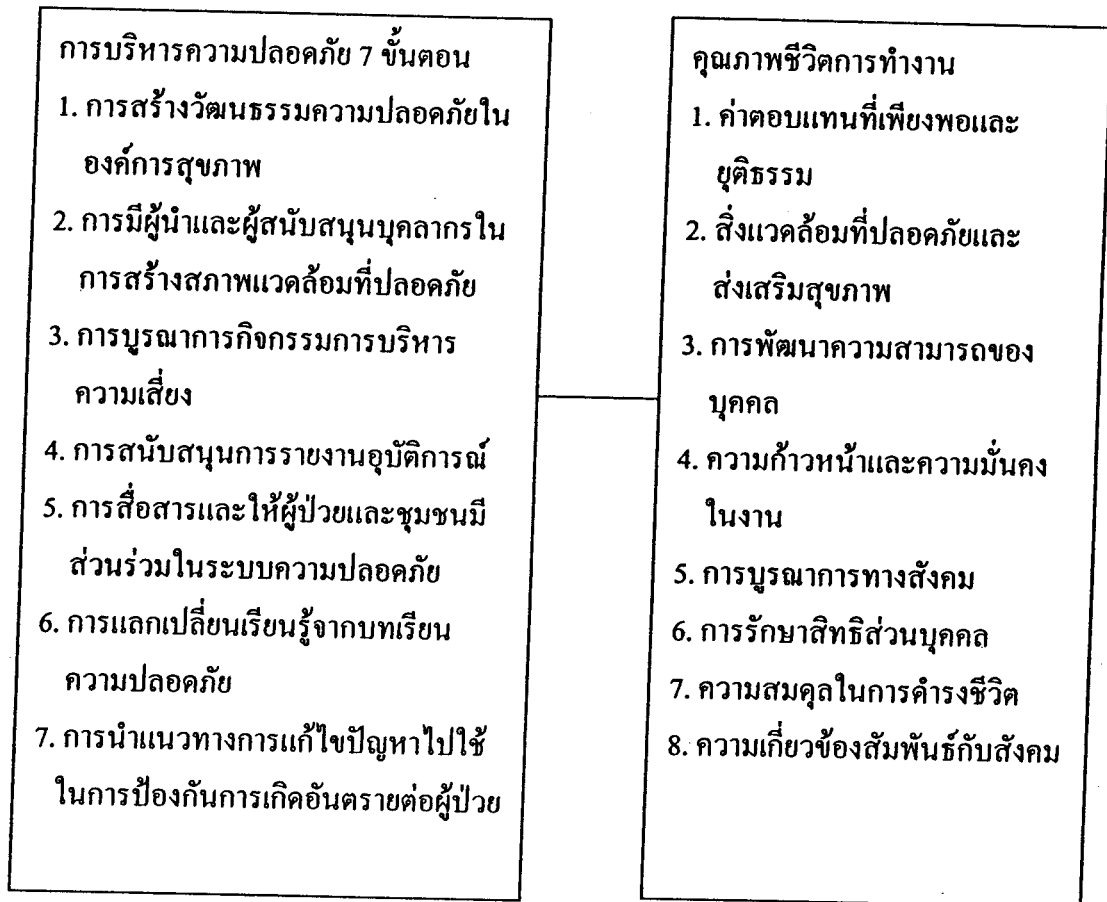 การบริหารความปลอดภัย 7 ขั้นตอน
1. การสร้างวัฒนธรรมความปลอดภัยใน
องค์การสุขภาพ
2. การมีผู้นำและผู้สนับสนุนบุคลากรใน
การสร้างสภาพแวดล้อมที่ปลอดภัย
3. การบูรณาการกิจกรรมการบริหาร
ความเสี่ยง
4. การสนับสนุนการรายงานอุบัติการณ์
5. การสื่อสารและให้ผู้ป่วยและชุมชนมี
ส่วนร่วมในระบบความปลอดภัย
6. การแลกเปลี่ยนเรียนรู้จากบทเรียน
ความปลอดภัย
7. การนำแนวทางการแก้ไขปัญหาไปใช้
ในการป้องกันการเกิดอันตรายต่อผู้ป่วย
คุณภาพชีวิตการทำงาน
1. ค่าตอบแทนที่เพียงพอและ
ยุติธรรม
2. สิ่งแวดล้อมที่ปลอดภัยและ
ส่งเสริมสุขภาพ
3. การพัฒนาความสามารถของ
บุคคล
4. ความก้าวหน้าและความมั่นคง
ในงาน
5. การบูรณาการทางสังคม
6. การรักษาสิทธิส่วนบุคคล
7. ความสมดุลในการดำรงชีวิต
8. ความเกี่ยวข้องสัมพันธ์กับสังคม